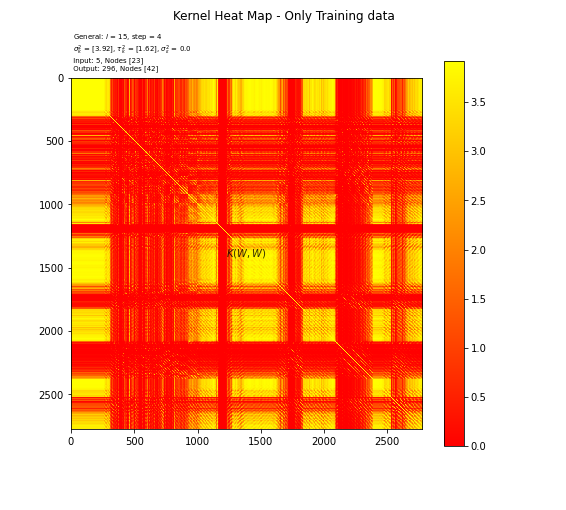 Kernel Heat Map - Only Training data
General: l = 15, step = 4
σ²_k = [3.92], τ²_k = [1.62], σ²_ε = 0.0
Input: 5, Nodes [23]
Output: 296, Nodes [42]
0
500
1000
1500
2000
2500
K(W, W)
0 500 1000 1500 2000 2500
3.5
3.0
2.5
2.0
1.5
1.0
0.5
0.0